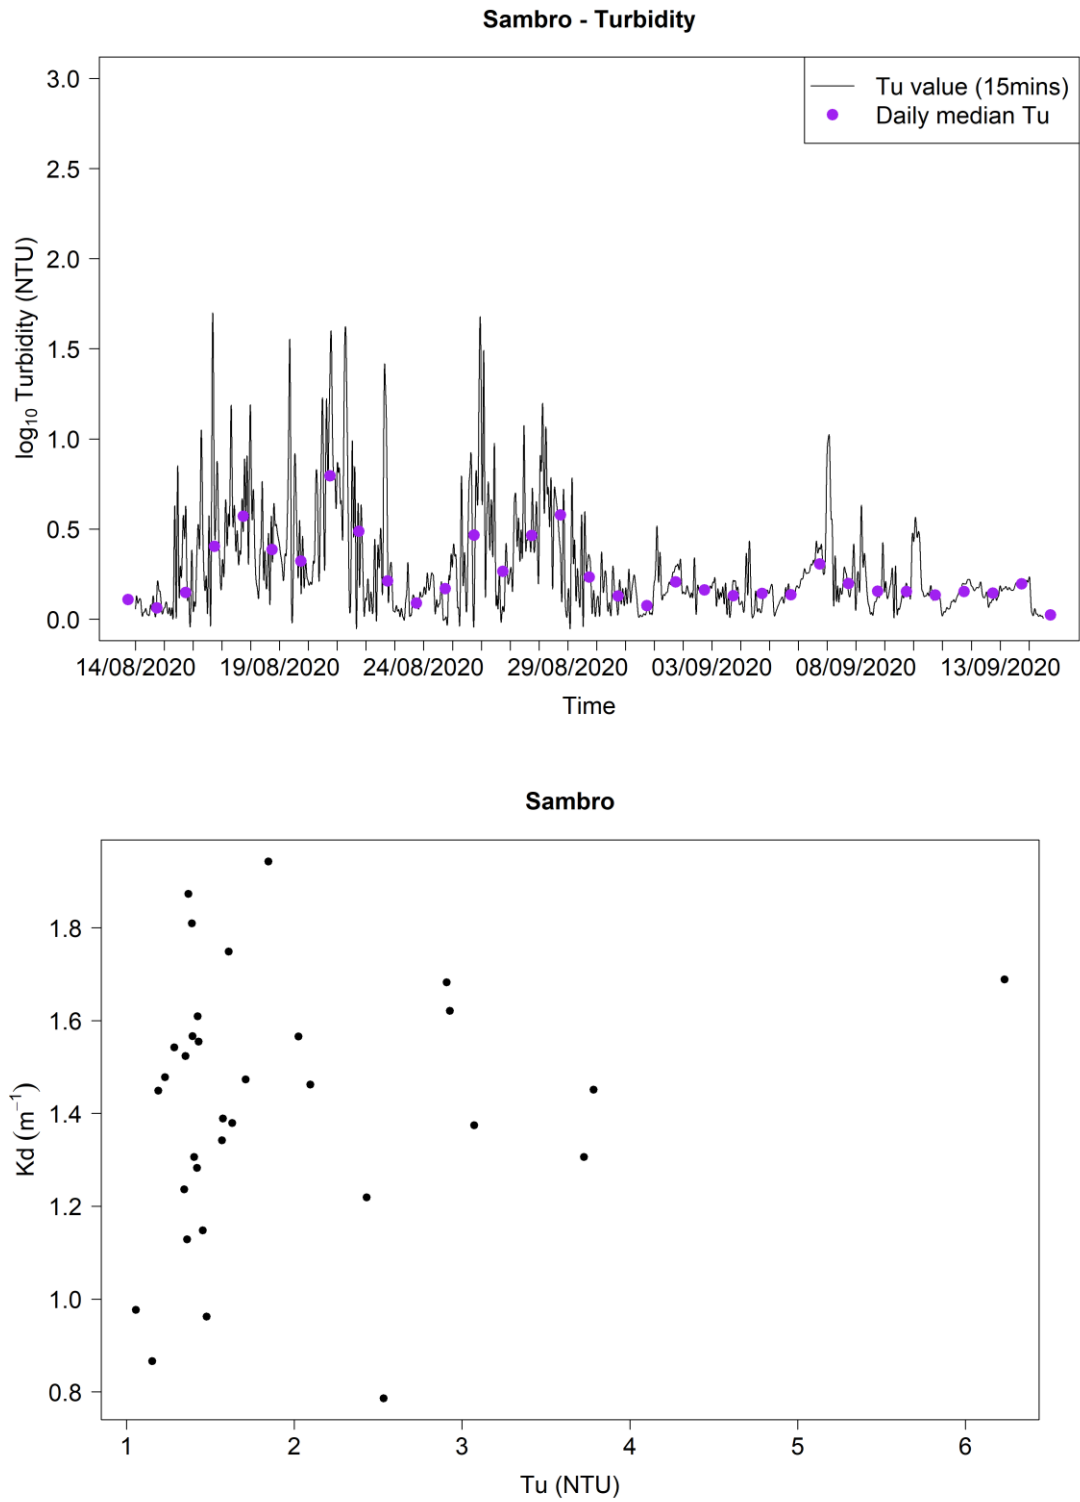 Sambro - Turbidity
Tu value (15mins)
Daily median Tu
3.0
2.5
2.0
1.5
1.0
0.5
0.0
log₁₀ Turbidity (NTU)
14/08/2020 19/08/2020 24/08/2020 29/08/2020 03/09/2020 08/09/2020 13/09/2020
Time
Sambro
1.8
1.6
1.4
1.2
1.0
0.8
Kd (m⁻¹)
1 2 3 4 5 6
Tu (NTU)